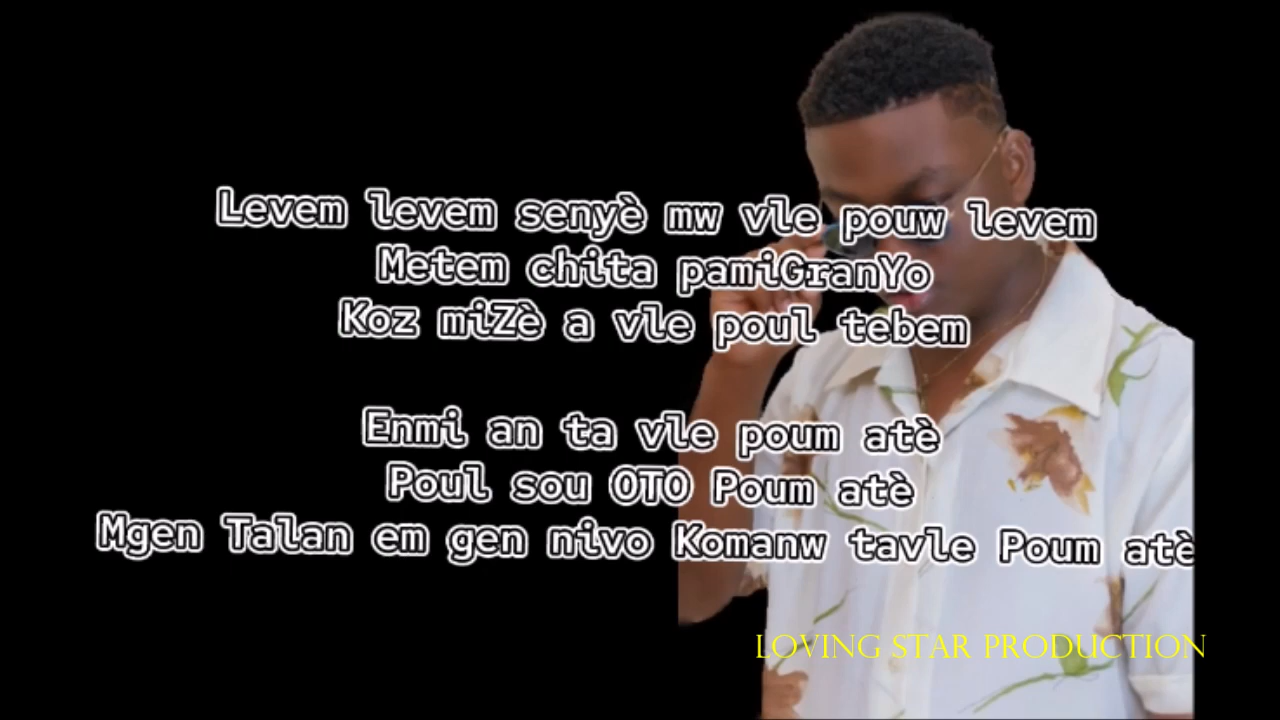 Levem levem senyè mw vle pouw levem
Metem chita pamiGranYo
Koz miZè a vle poul tebem
Enmi an ta vle poum atè
Poul sou OTO Poum atè
Mgen Talan em gen nivo Komanw tavle Poum atè
LOVING STAR PRODUCTION